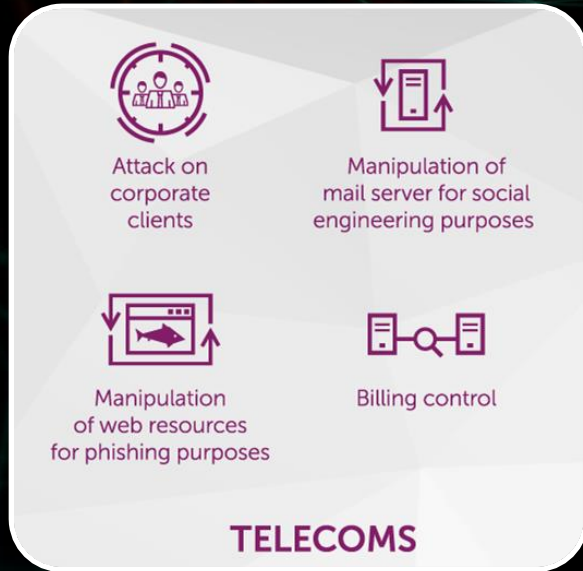 Attack on
corporate
clients
Manipulation of
mail server for social
engineering purposes
Manipulation
of web resources
for phishing purposes
Billing control
TELECOMS